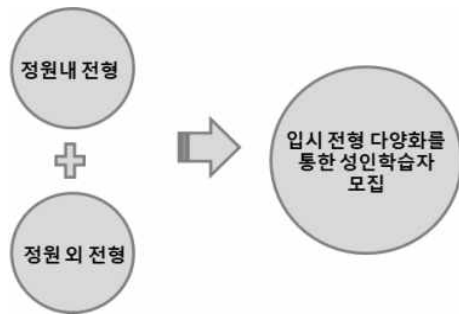 정원내 전형
정원 외 전형
입시 전형 다양화를
통한 성인학습자
모집